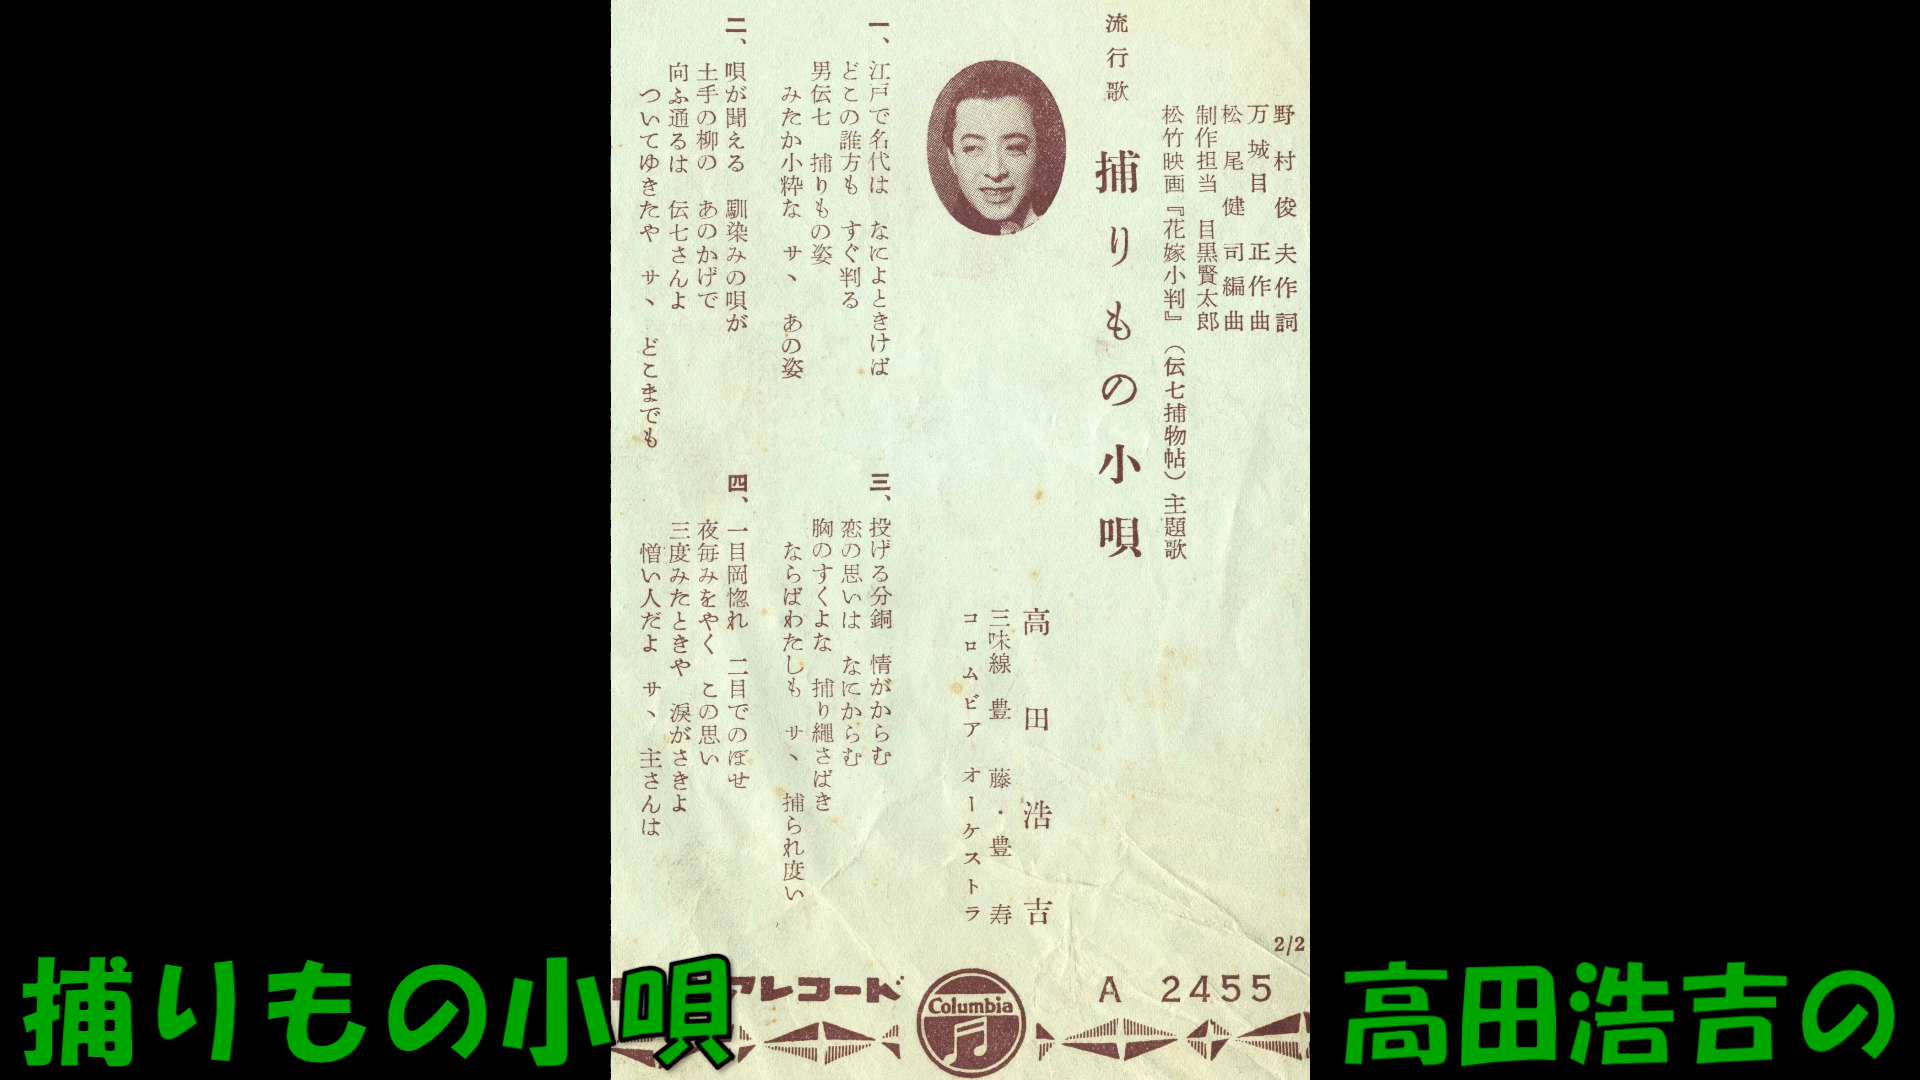 野村俊夫作詞
万城目正作曲
松尾健司編曲
制作担当 目黒賢太郎
松竹映画『花嫁小判』(伝七捕物帖)主題歌
流行歌 捕りもの小唄
高田浩吉
三味線 豊藤・豊寿
コロムビア オーケストラ
一、江戸で名代は なによときけば
どこの誰方も すぐ判る
男伝七 捕りもの姿
みたか小粋な サヽ あの姿
二、唄が聞える 馴染みの唄が
土手の柳の あのかげで
向ふ通るは 伝七さんよ
ついてゆきたや サヽ どこまでも
三、投げる分銅 情がからむ
恋の思いは なにからむ
胸のすくよな 捕り縄さばき
ならばわたしも サヽ 捕られ度い
四、一目岡惚れ 二目でのぼせ
夜毎みをやく この思い
三度みたときや 涙がさきよ
憎い人だよ サヽ 主さんは
2/2
アレコード
Columbia
A 2455
高田浩吉の
捕りもの小唄